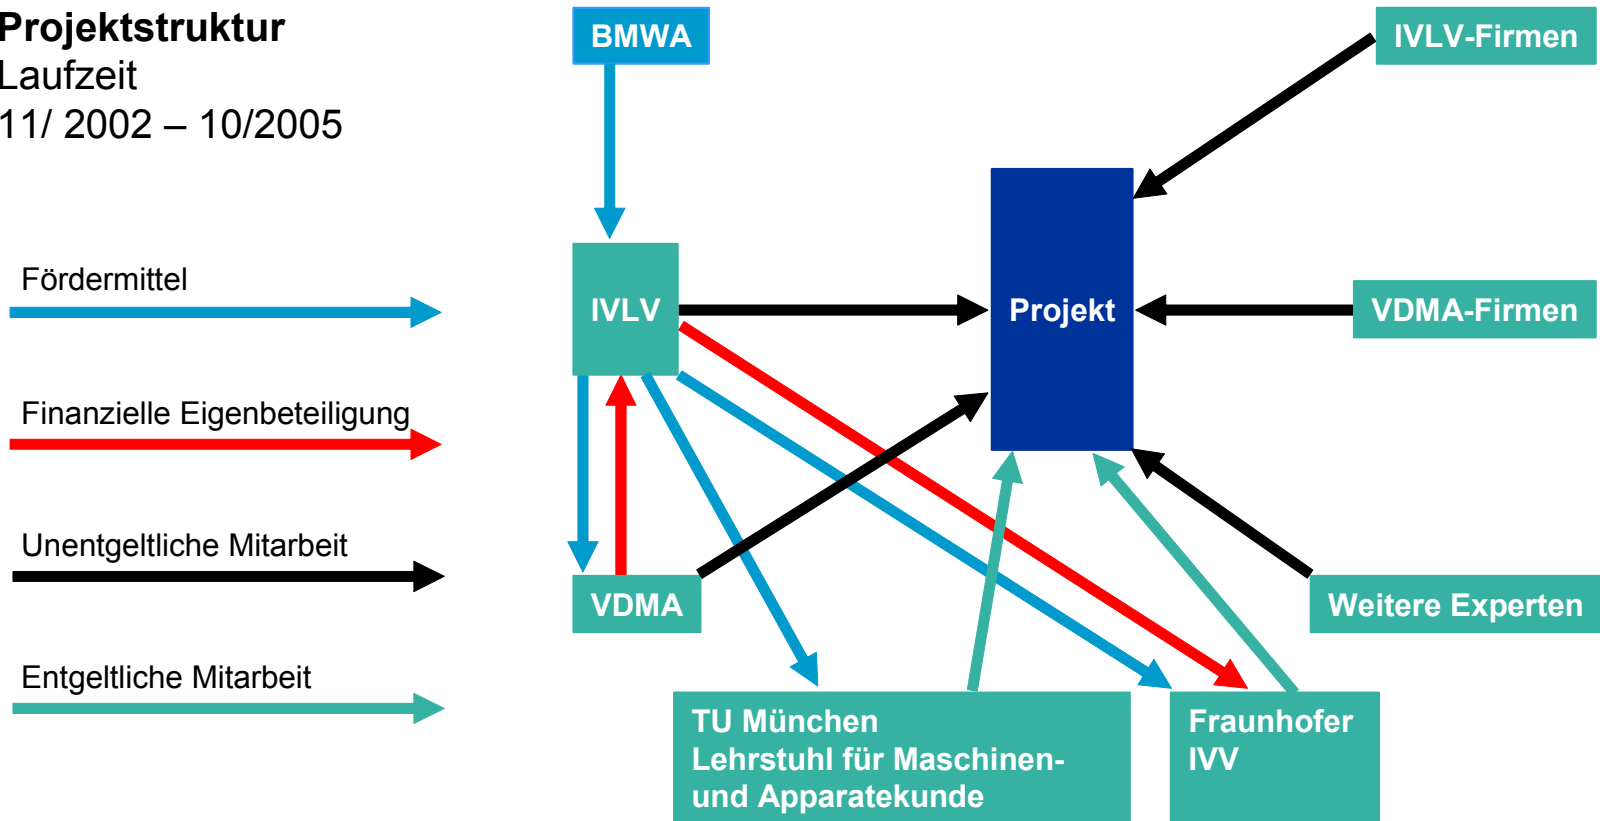 Projektstruktur
Laufzeit
11/ 2002 – 10/2005
Fördermittel
Finanzielle Eigenbeteiligung
Unentgeltliche Mitarbeit
Entgeltliche Mitarbeit
BMWA
IVLV-Firmen
IVLV
Projekt
VDMA-Firmen
VDMA
Weitere Experten
TU München
Lehrstuhl für Maschinen-
und Apparatekunde
Fraunhofer
IVV